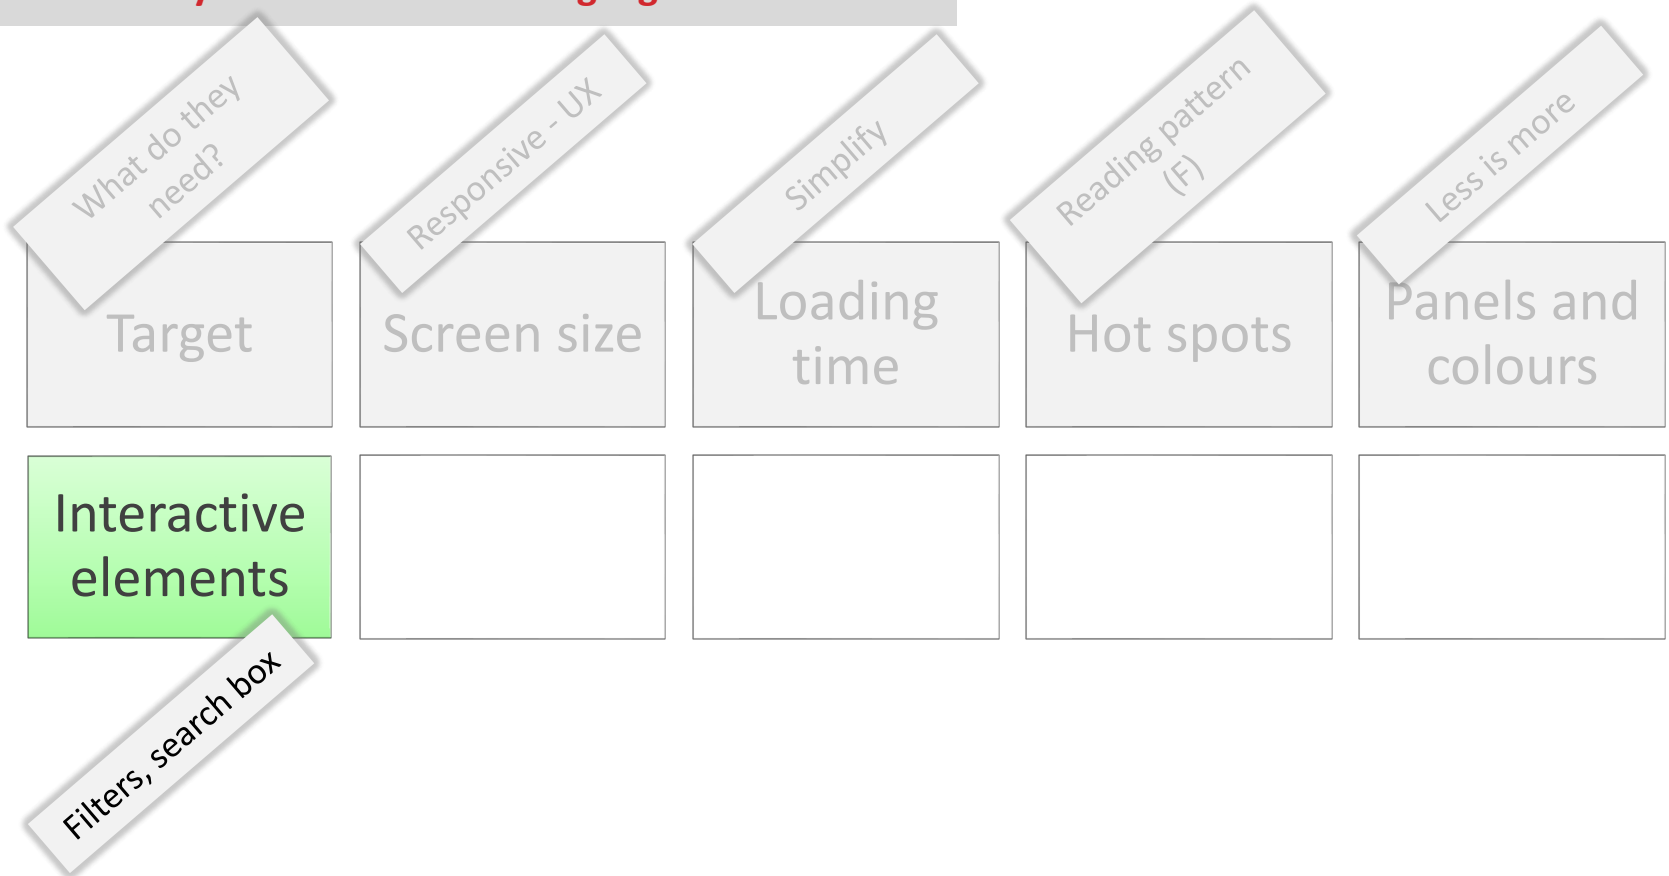 What do they
need?
Responsive - UX
Simplify
Reading pattern
(F)
Less is more
Target
Screen size
Loading
time
Hot spots
Panels and
colours
Interactive
elements
Filters, search box